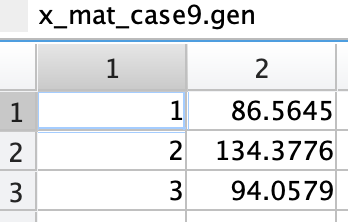 x_mat_case9.gen
1 2
1 1 86.5645
2 2 134.3776
3 3 94.0579